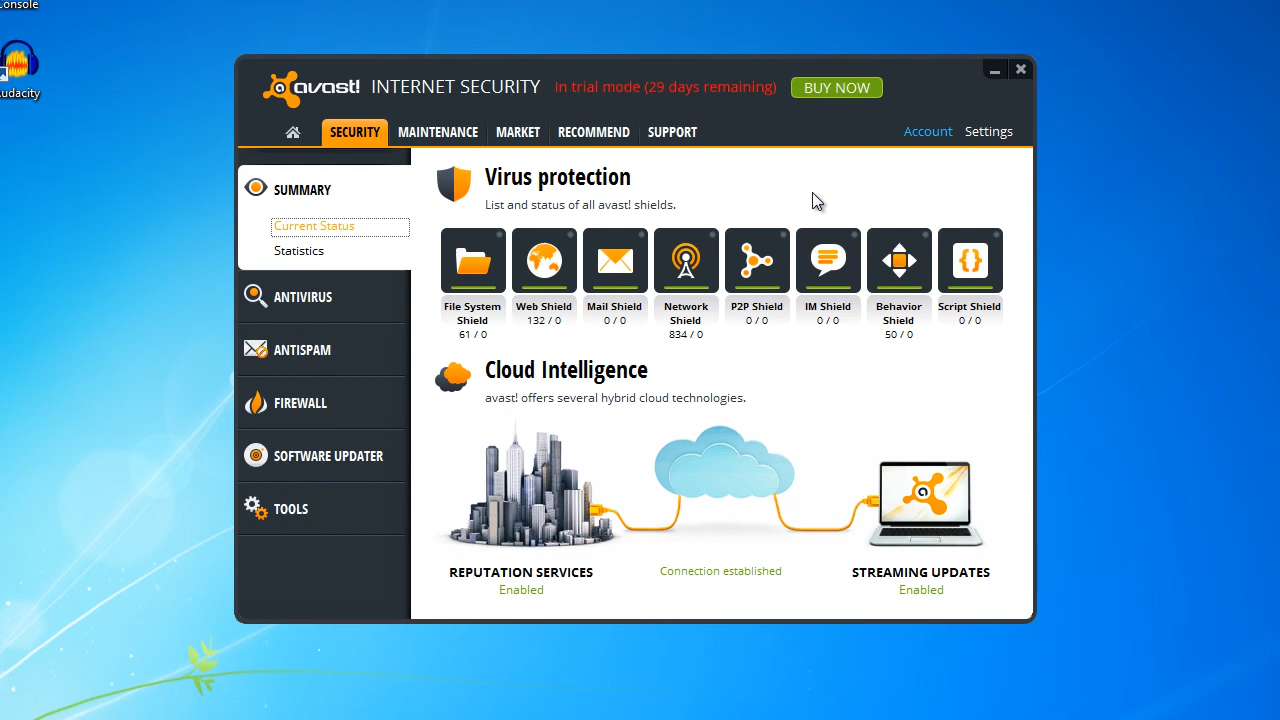 Console
Audacity
avast! INTERNET SECURITY In trial mode (29 days remaining) BUY NOW
SECURITY MAINTENANCE MARKET RECOMMEND SUPPORT Account Settings
SUMMARY
Current Status
Statistics
ANTIVIRUS
ANTISPAM
FIREWALL
SOFTWARE UPDATER
TOOLS
Virus protection
List and status of all avast! shields.
File System Shield
61 / 0
Web Shield
132 / 0
Mail Shield
0 / 0
Network Shield
834 / 0
P2P Shield
0 / 0
IM Shield
0 / 0
Behavior Shield
50 / 0
Script Shield
0 / 0
Cloud Intelligence
avast! offers several hybrid cloud technologies.
REPUTATION SERVICES
Enabled
Connection established
STREAMING UPDATES
Enabled